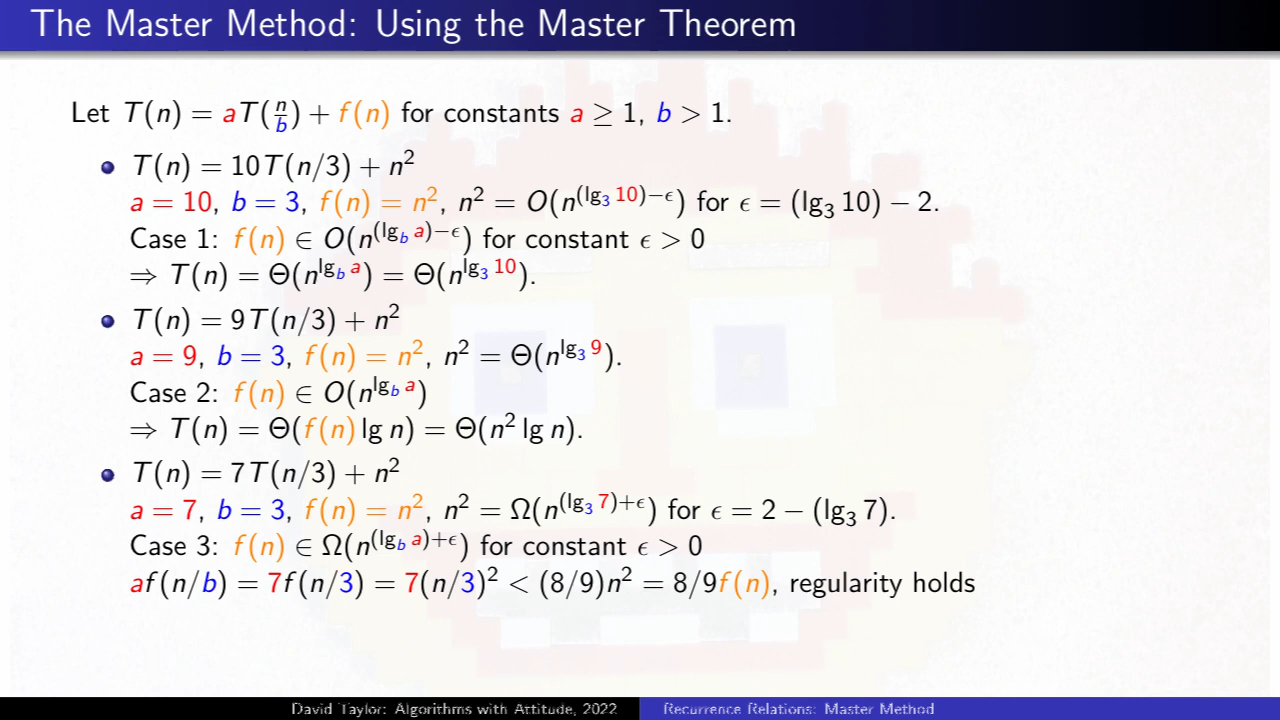 The Master Method: Using the Master Theorem
Let T(n) = aT(n/b) + f(n) for constants a ≥ 1, b > 1.
• T(n) = 10T(n/3) + n²
a = 10, b = 3, f(n) = n², n² = O(n^((lg₃ 10)−ϵ)) for ϵ = (lg₃ 10) − 2.
Case 1: f(n) ∈ O(n^((lg_b a)−ϵ)) for constant ϵ > 0
⇒ T(n) = Θ(n^(lg_b a)) = Θ(n^(lg₃ 10)).
• T(n) = 9T(n/3) + n²
a = 9, b = 3, f(n) = n², n² = Θ(n^(lg₃ 9)).
Case 2: f(n) ∈ O(n^(lg_b a))
⇒ T(n) = Θ(f(n) lg n) = Θ(n² lg n).
• T(n) = 7T(n/3) + n²
a = 7, b = 3, f(n) = n², n² = Ω(n^((lg₃ 7)+ϵ)) for ϵ = 2 − (lg₃ 7).
Case 3: f(n) ∈ Ω(n^((lg_b a)+ϵ)) for constant ϵ > 0
af(n/b) = 7f(n/3) = 7(n/3)² < (8/9)n² = 8/9f(n), regularity holds
David Taylor: Algorithms with Attitude, 2022
Recurrence Relations: Master Method